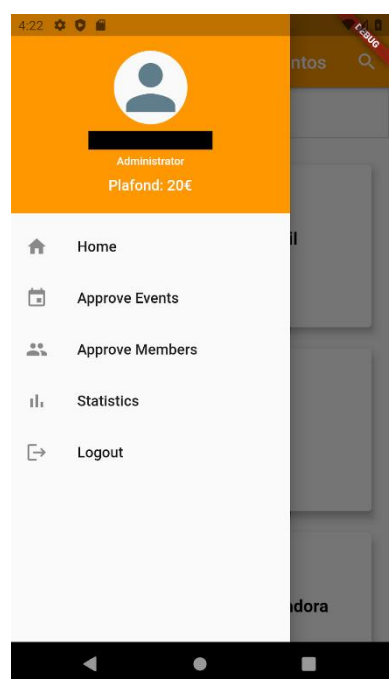 4:22
DEBUG
ntos
Administrator
Plafond: 20€
il
Home
Approve Events
Approve Members
Statistics
Logout
dora